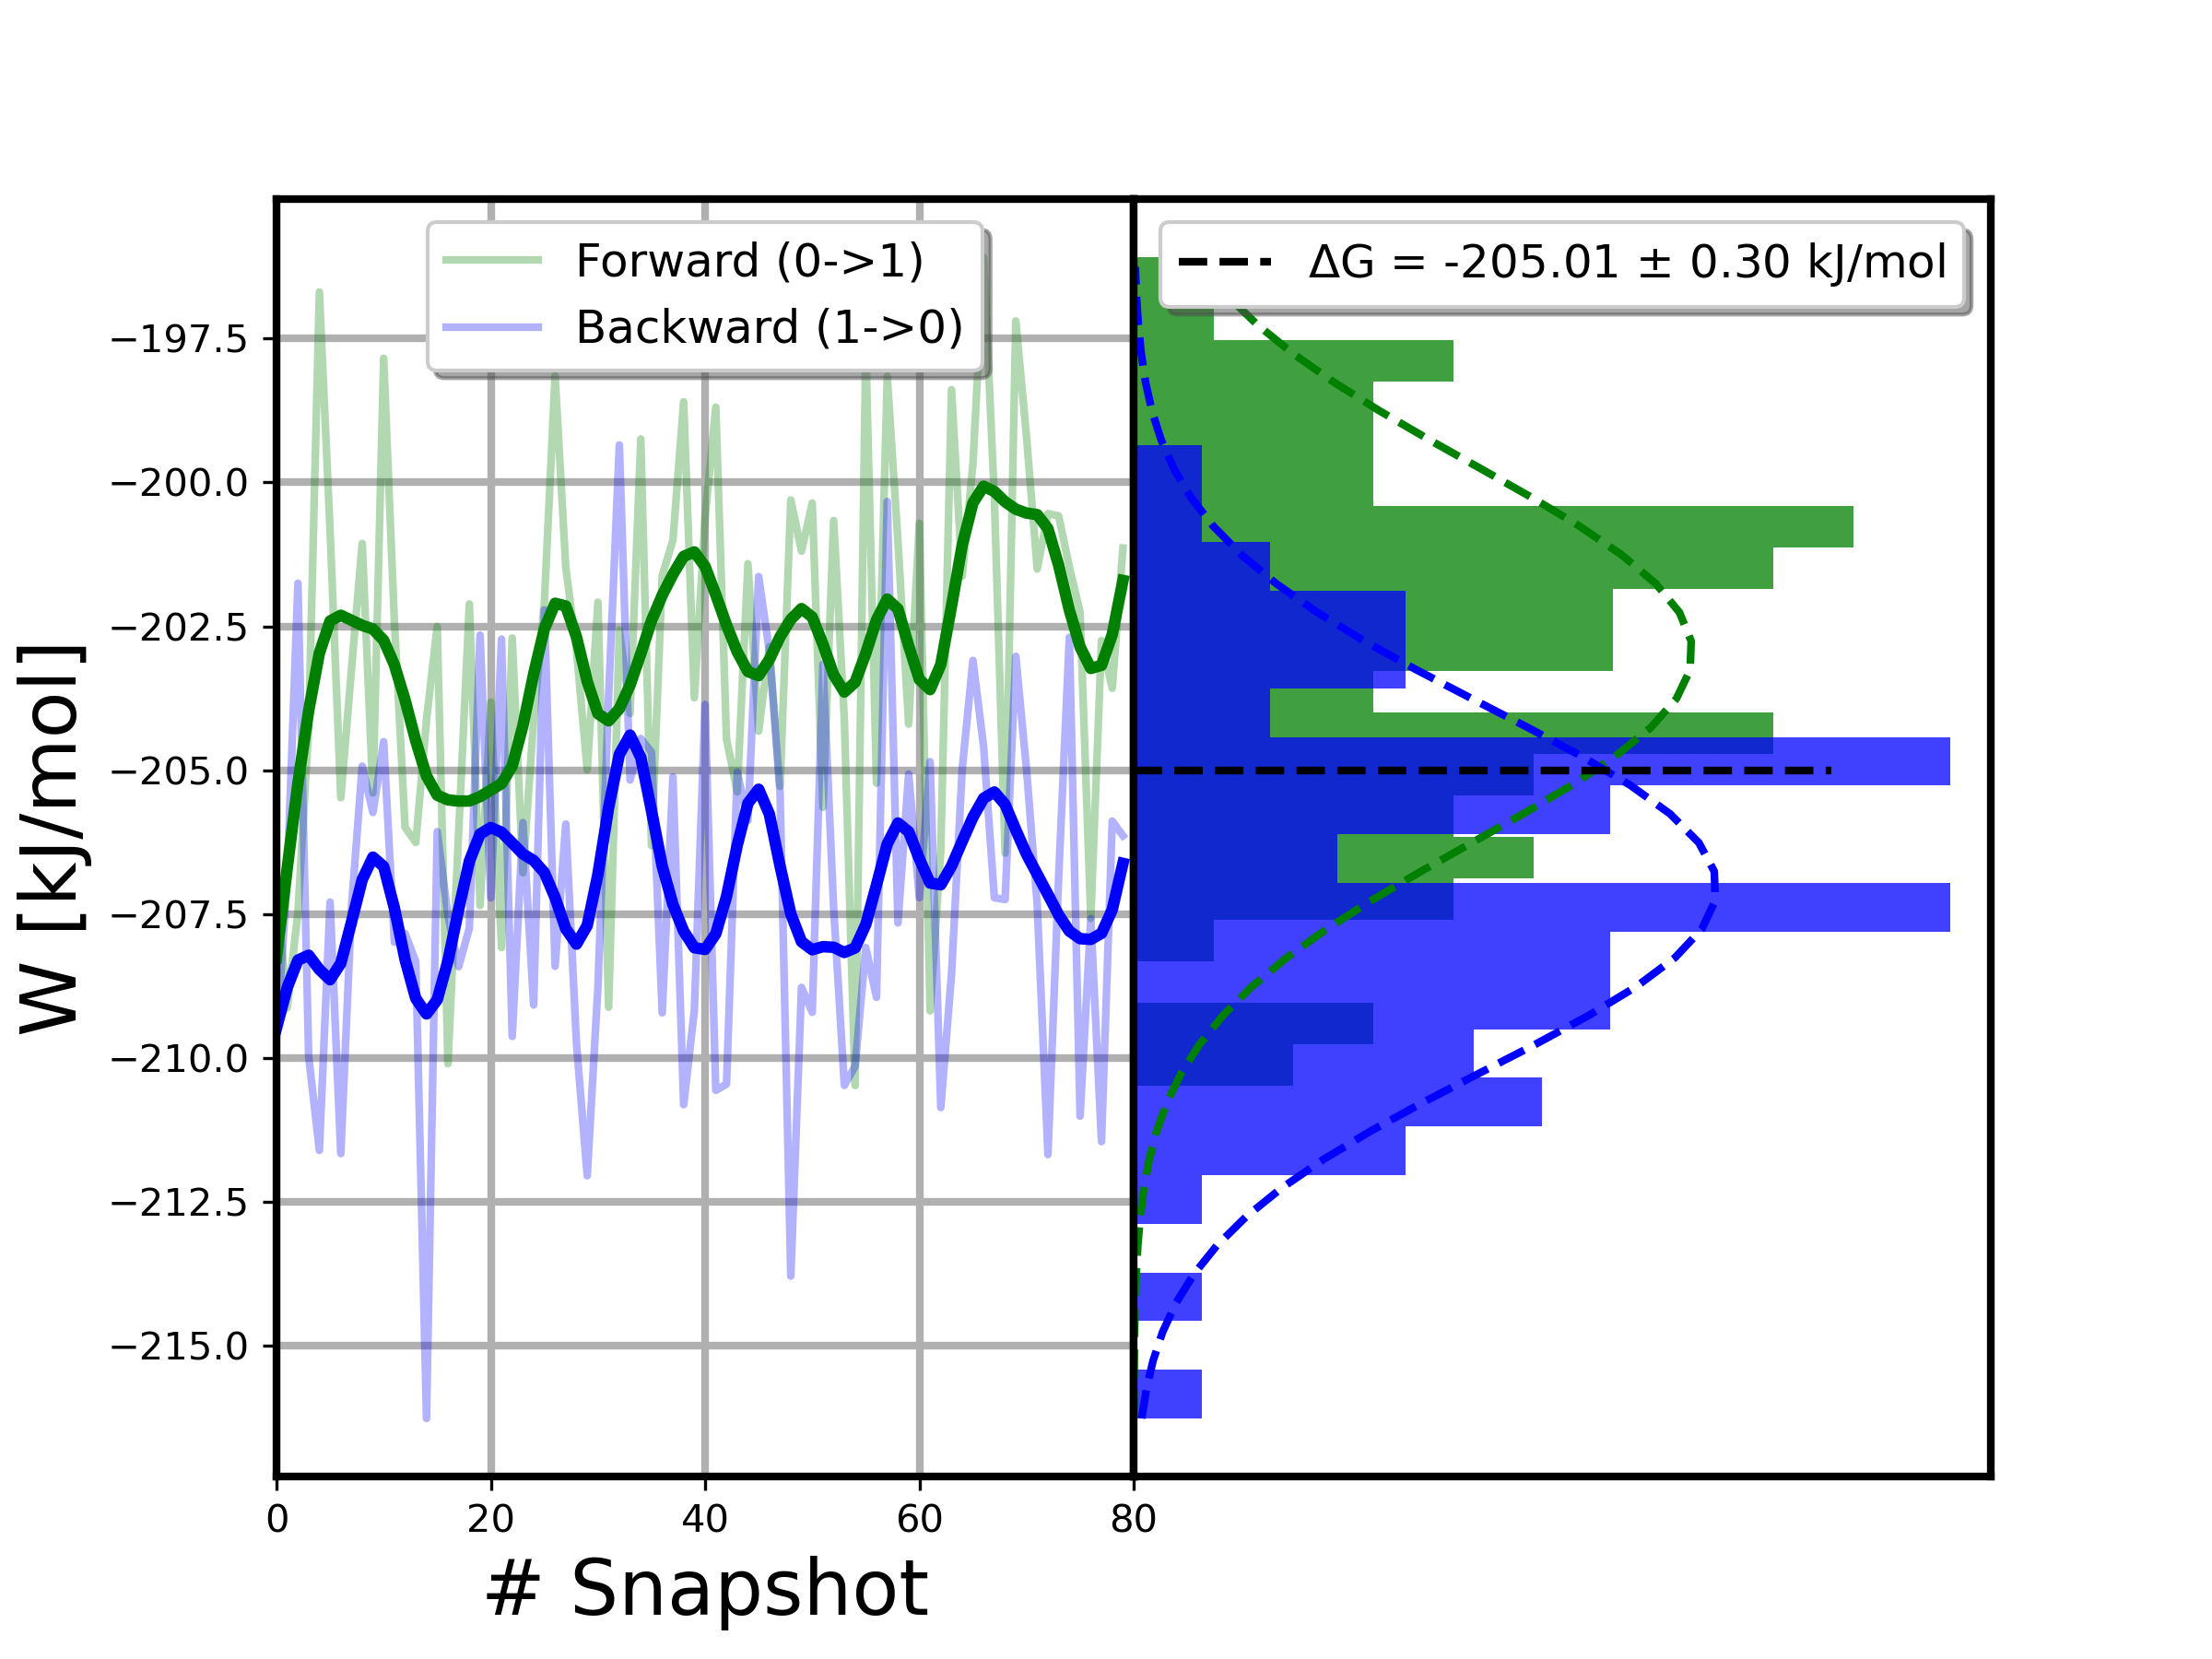 Forward (0->1)
Backward (1->0)
ΔG = -205.01 ± 0.30 kJ/mol
W [kJ/mol]
−197.5
−200.0
−202.5
−205.0
−207.5
−210.0
−212.5
−215.0
0 20 40 60 80
# Snapshot